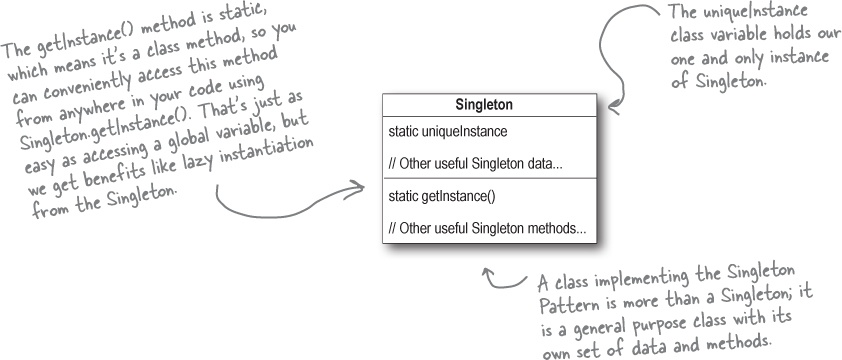 The getInstance() method is static,
which means it's a class method, so you
can conveniently access this method
from anywhere in your code using
Singleton.getInstance(). That's just as
easy as accessing a global variable, but
we get benefits like lazy instantiation
from the Singleton.
The uniqueInstance
class variable holds our
one and only instance
of Singleton.
Singleton
static uniqueInstance
// Other useful Singleton data...
static getInstance()
// Other useful Singleton methods...
A class implementing the Singleton
Pattern is more than a Singleton; it
is a general purpose class with its
own set of data and methods.